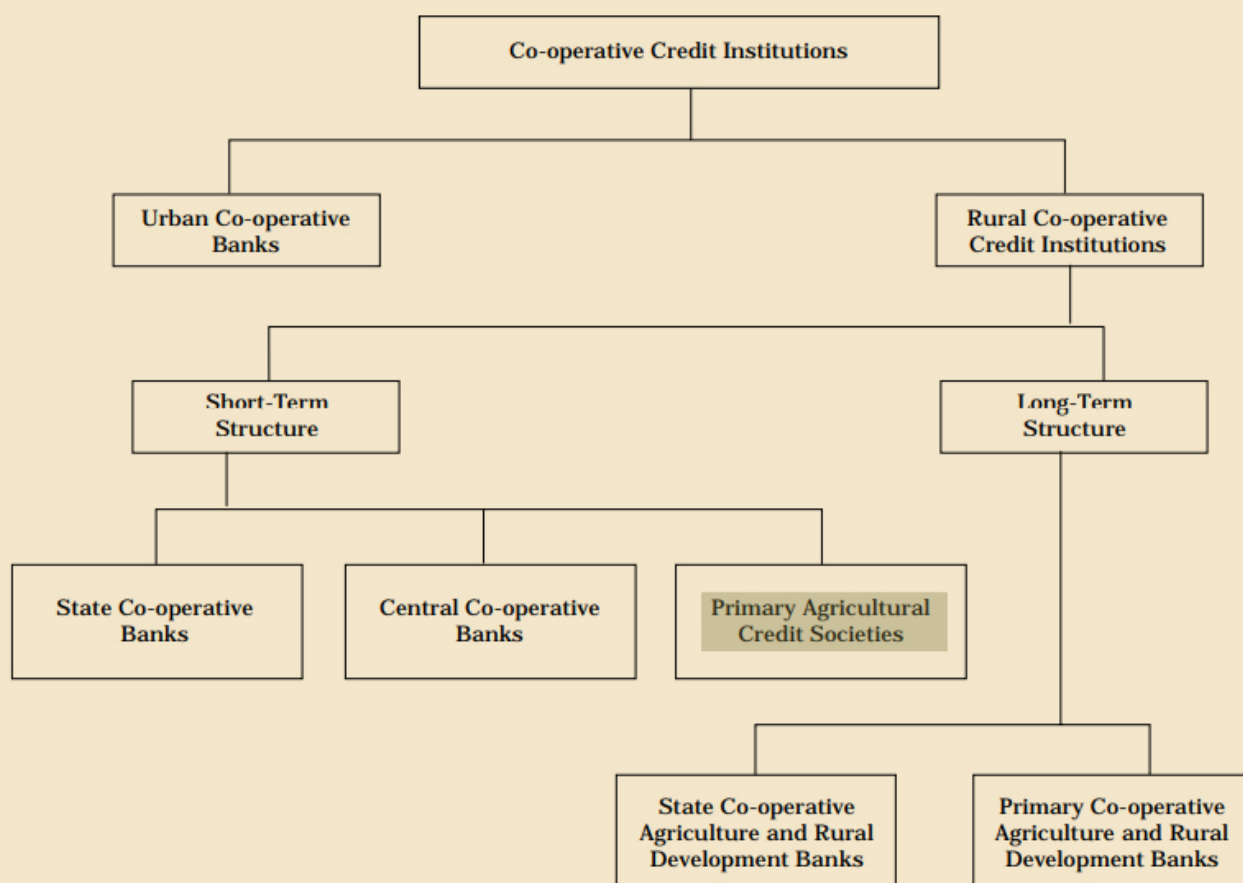 Co-operative Credit Institutions
Urban Co-operative
Banks
Rural Co-operative
Credit Institutions
Short-Term
Structure
Long-Term
Structure
State Co-operative
Banks
Central Co-operative
Banks
Primary Agricultural
Credit Societies
State Co-operative
Agriculture and Rural
Development Banks
Primary Co-operative
Agriculture and Rural
Development Banks